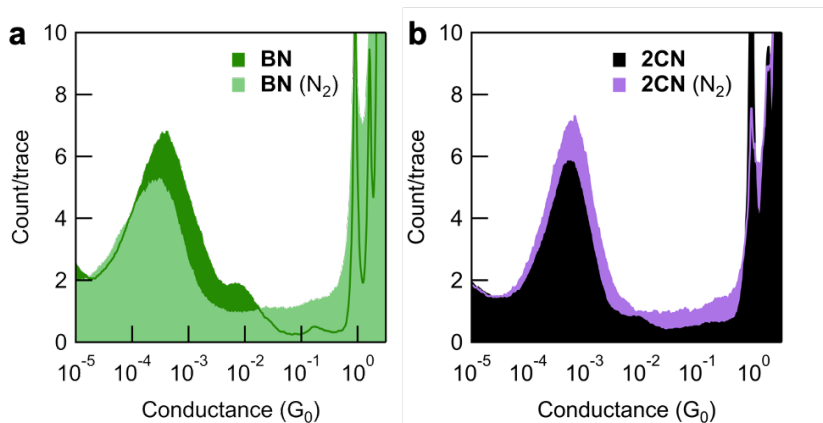 a
BN
BN (N₂)
10
8
6
4
2
0
Count/trace
10⁻⁵ 10⁻⁴ 10⁻³ 10⁻² 10⁻¹ 10⁰
Conductance (G₀)
b
2CN
2CN (N₂)
10
8
6
4
2
0
Count/trace
10⁻⁵ 10⁻⁴ 10⁻³ 10⁻² 10⁻¹ 10⁰
Conductance (G₀)